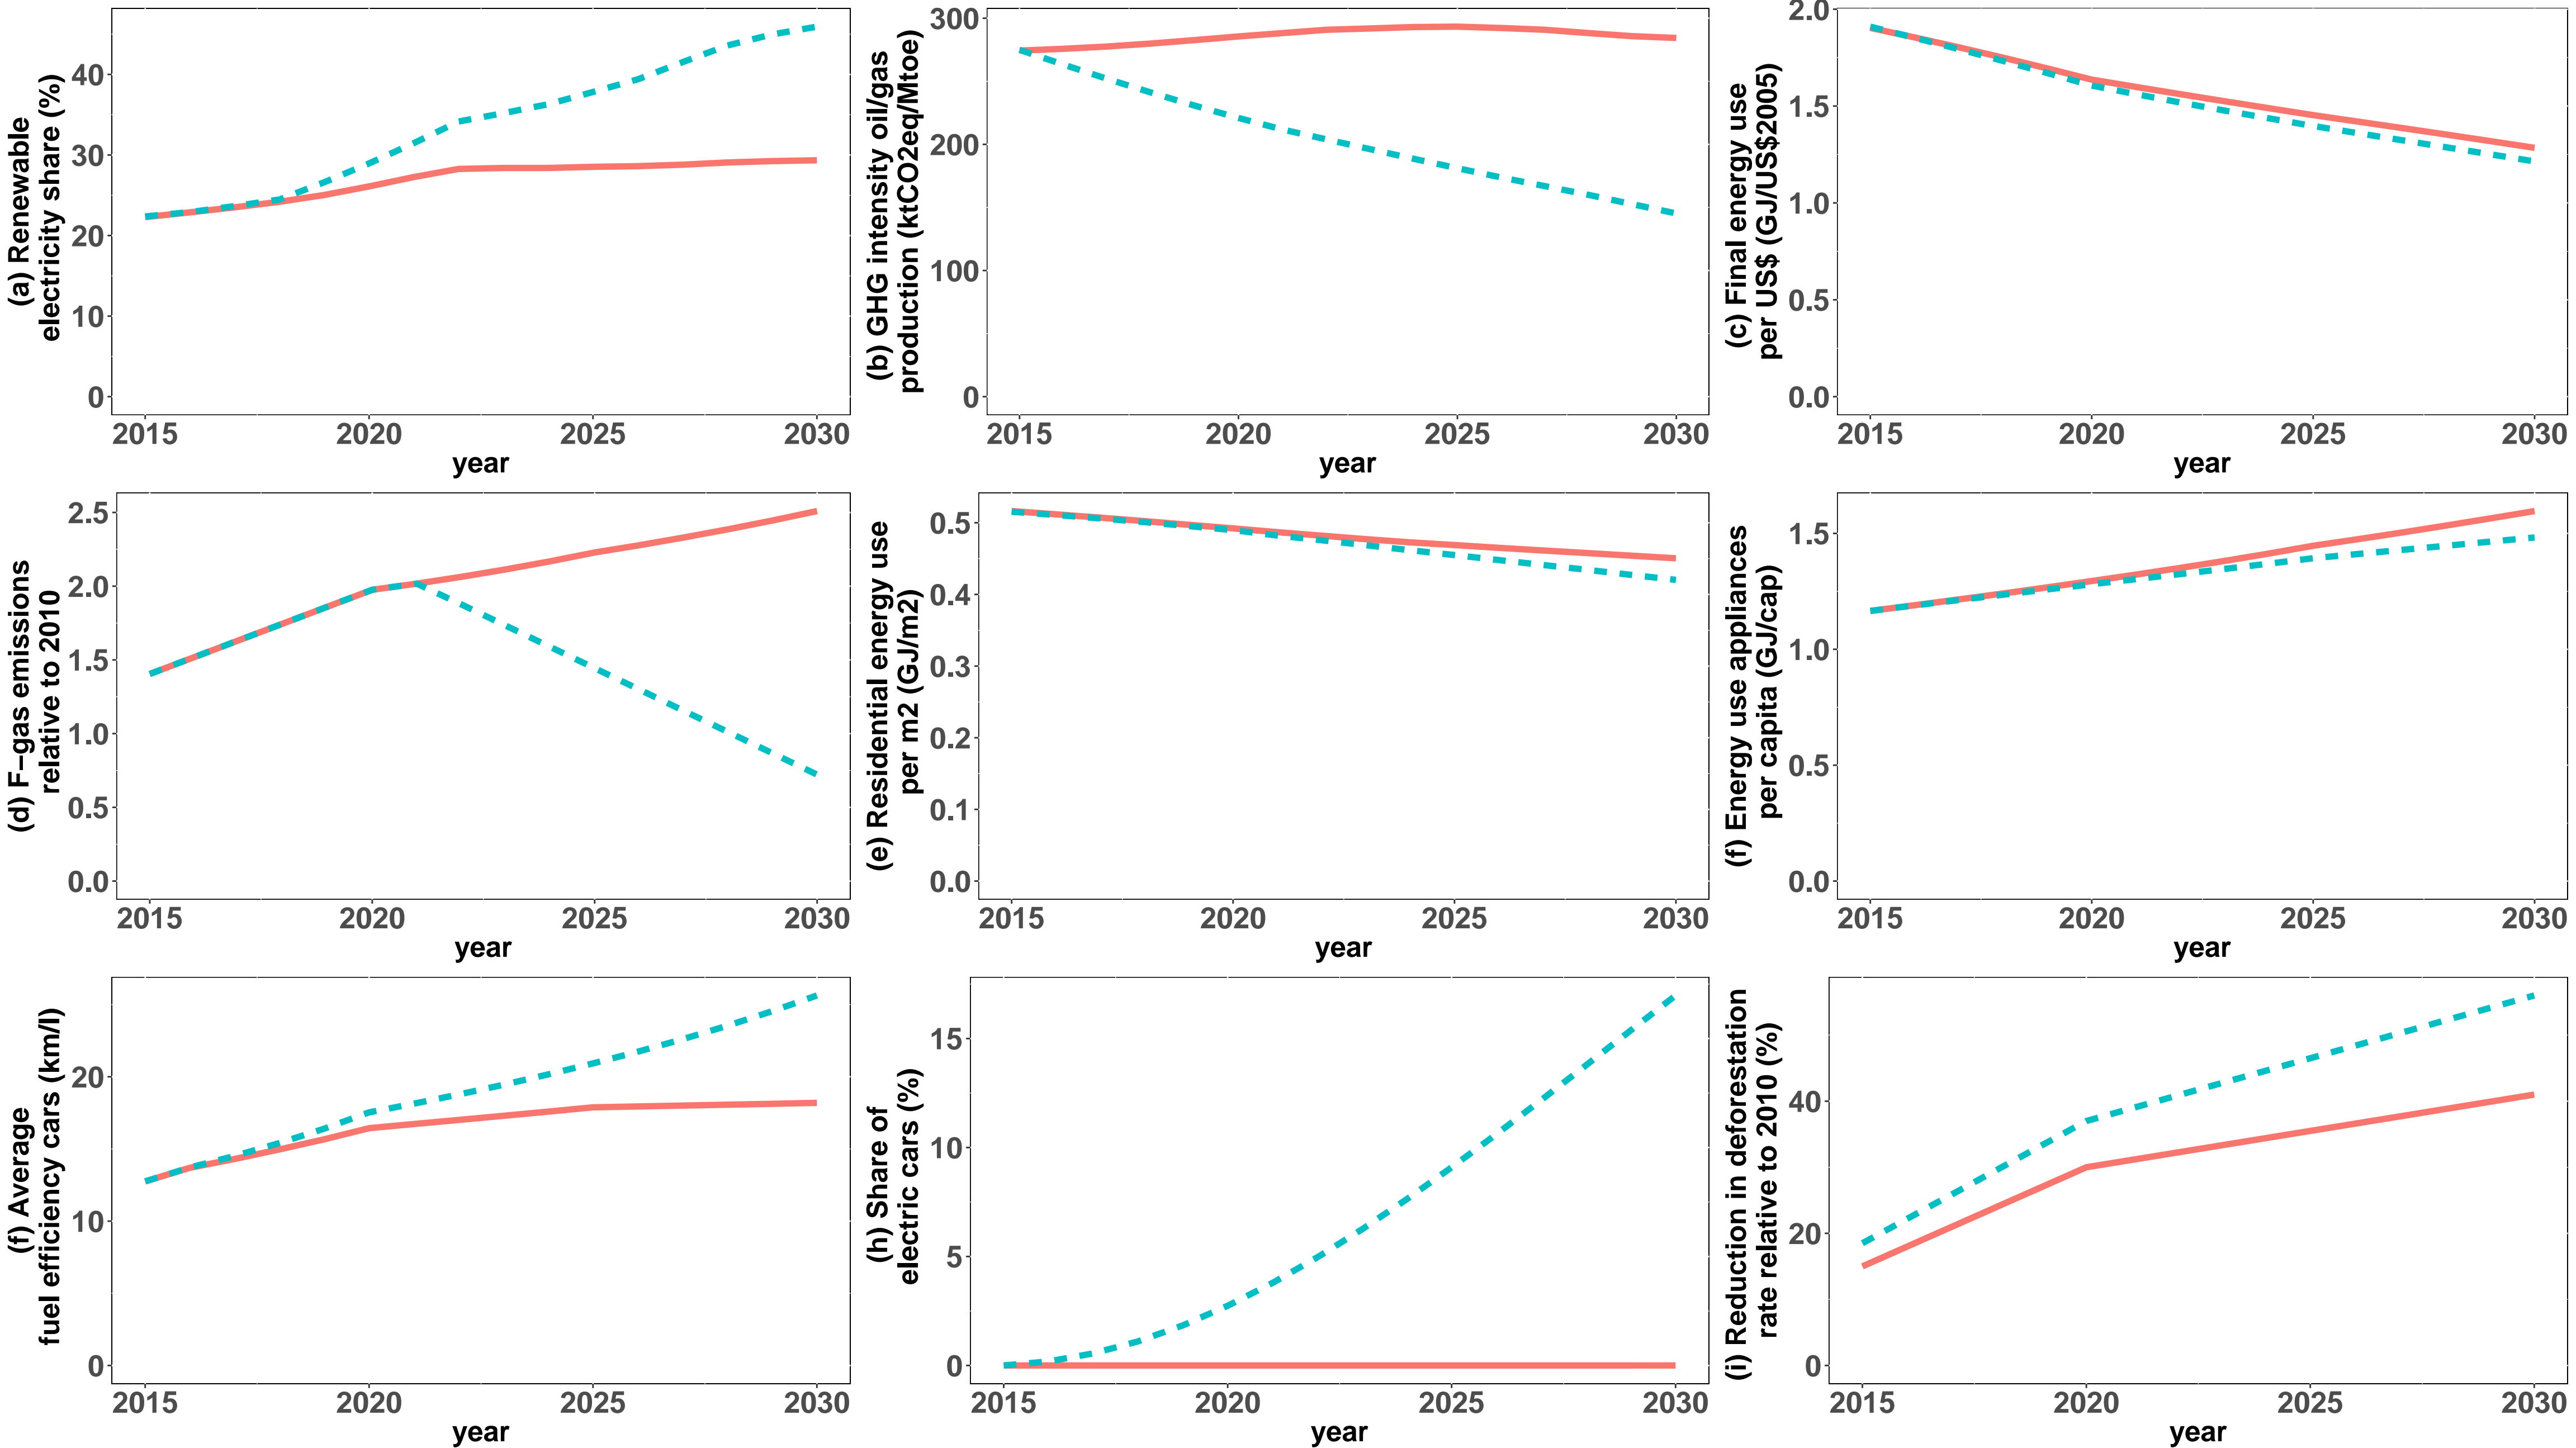 (a) Renewable
electricity share (%)
40
30
20
10
0
2015 2020 2025 2030
year
(b) GHG intensity oil/gas
production (ktCO2eq/Mtoe)
300
200
100
0
2015 2020 2025 2030
year
(c) Final energy use
per US$ (GJ/US$2005)
2.0
1.5
1.0
0.5
0.0
2015 2020 2025 2030
year
(d) F−gas emissions
relative to 2010
2.5
2.0
1.5
1.0
0.5
0.0
2015 2020 2025 2030
year
(e) Residential energy use
per m2 (GJ/m2)
0.5
0.4
0.3
0.2
0.1
0.0
2015 2020 2025 2030
year
(f) Energy use appliances
per capita (GJ/cap)
1.5
1.0
0.5
0.0
2015 2020 2025 2030
year
(f) Average
fuel efficiency cars (km/l)
20
10
0
2015 2020 2025 2030
year
(h) Share of
electric cars (%)
15
10
5
0
2015 2020 2025 2030
year
(i) Reduction in deforestation
rate relative to 2010 (%)
40
20
0
2015 2020 2025 2030
year